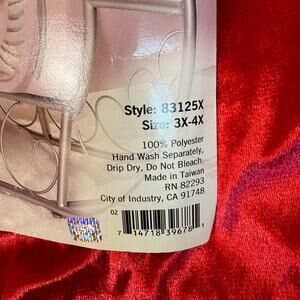 Style: 83125X
Size: 3X-4X
100% Polyester
Hand Wash Separately,
Drip Dry, Do Not Bleach.
Made in Taiwan
RN 82293
City of Industry, CA 91748
02
7 14718 39678 1